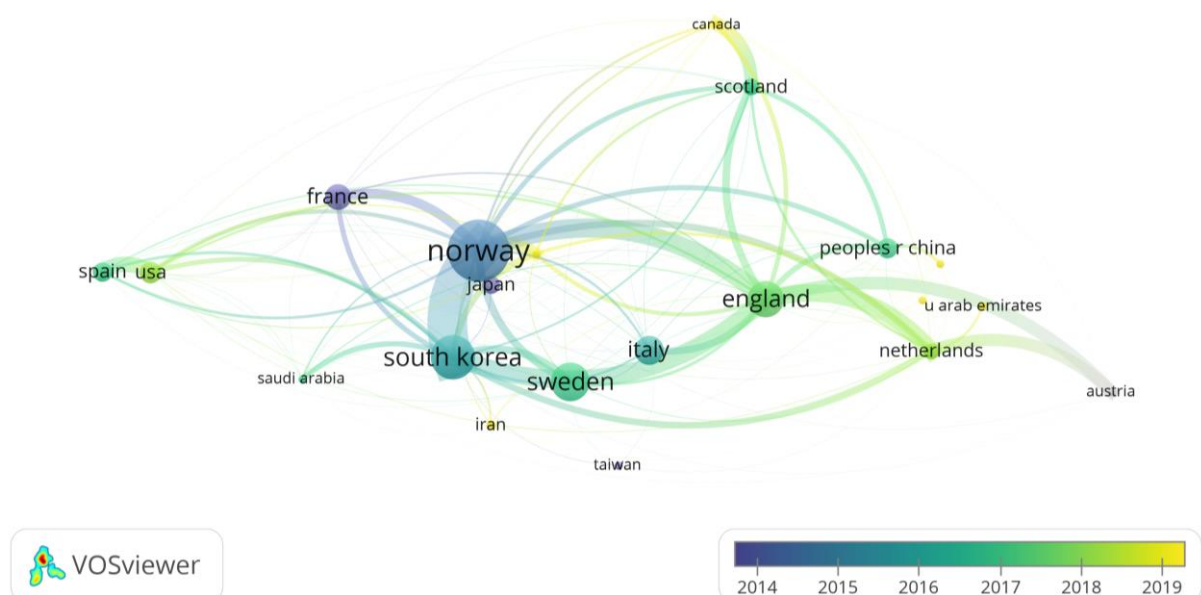 canada
scotland
france
norway
peoples r china
spain usa
japan
england
u arab emirates
south korea
italy
netherlands
saudi arabia
sweden
austria
iran
taiwan
VOSviewer
2014 2015 2016 2017 2018 2019